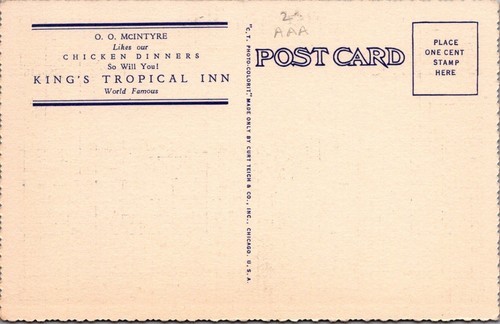 O. O. MCINTYRE
Likes our
CHICKEN DINNERS
So Will You!
KING'S TROPICAL INN
World Famous
"C. T. PHOTO-COLORIT" MADE ONLY BY CURT TEICH & CO., INC., CHICAGO, U. S. A.
AAA
POST CARD
PLACE
ONE CENT
STAMP
HERE